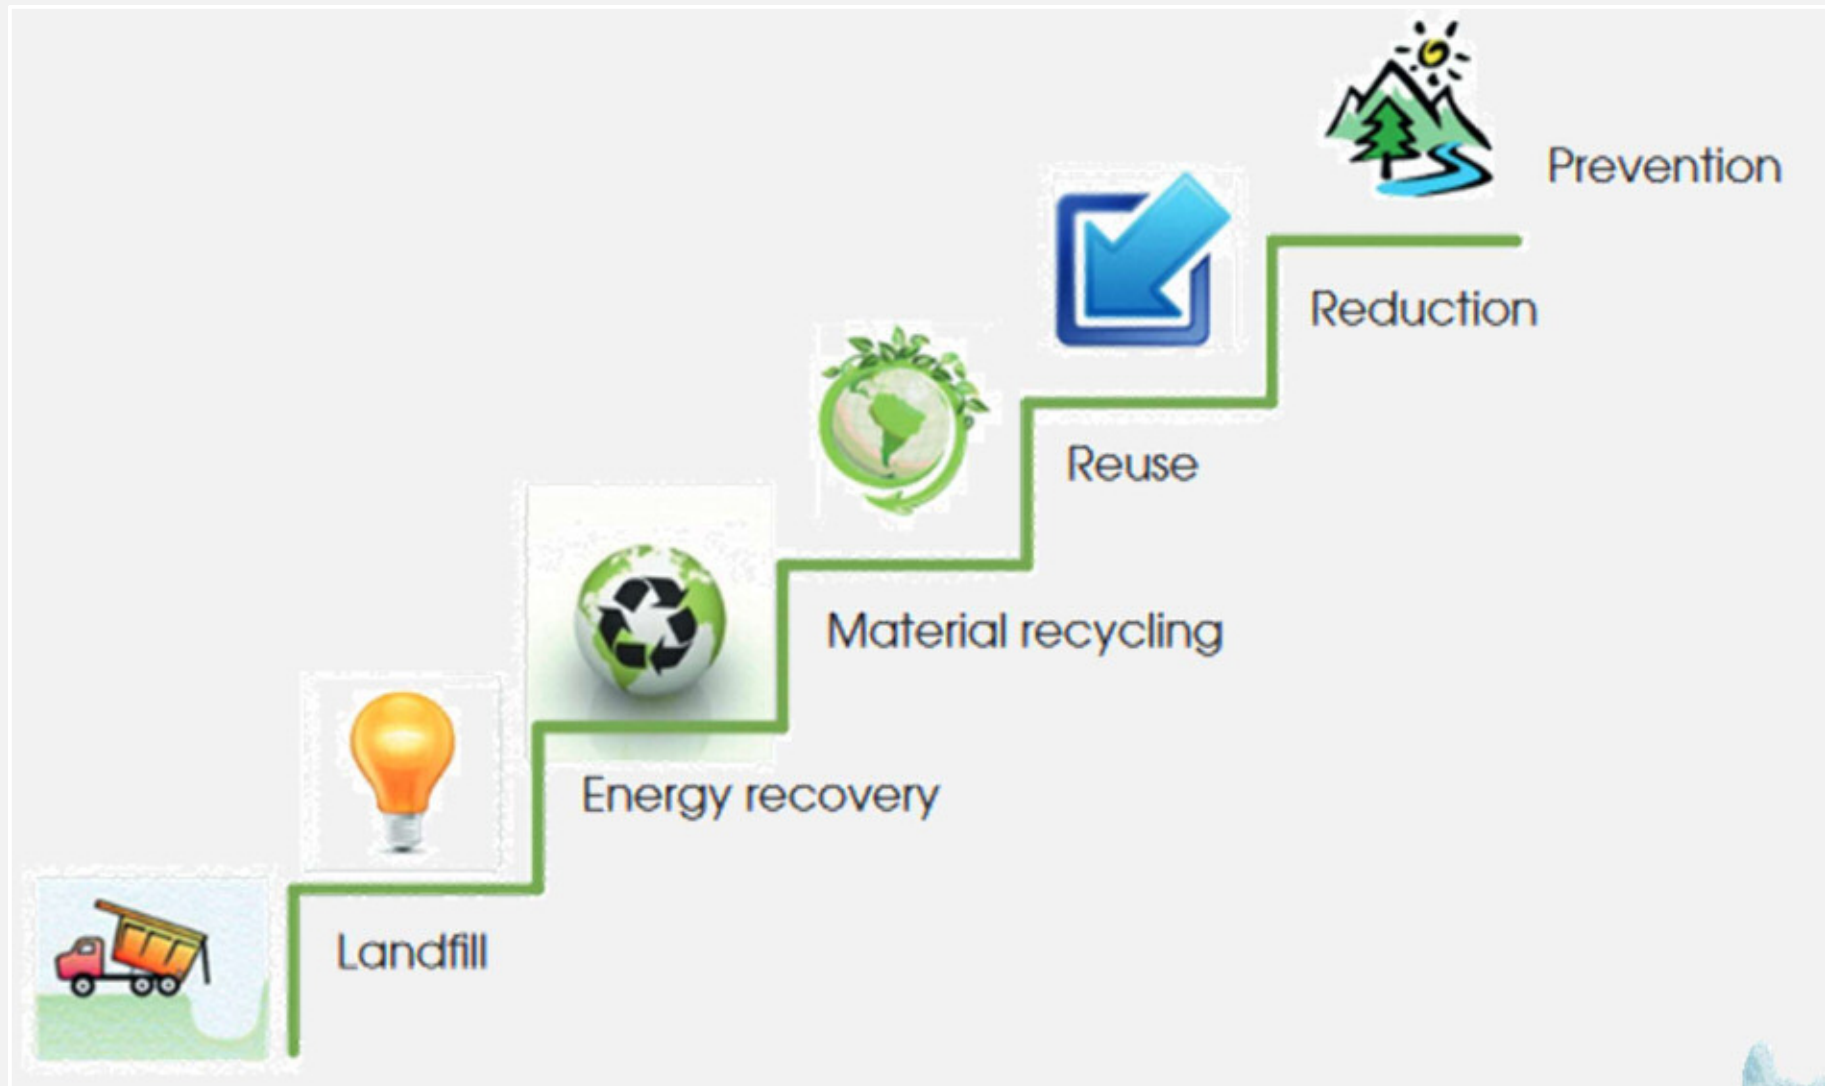 Prevention
Reduction
Reuse
Material recycling
Energy recovery
Landfill